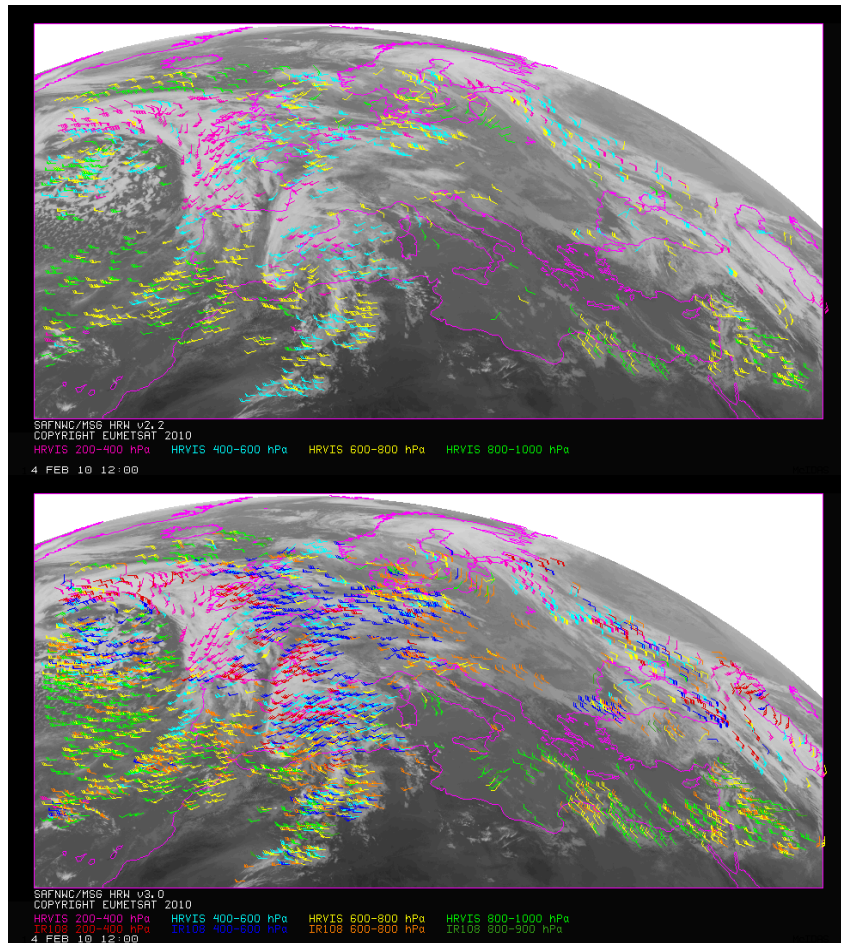 SAFNWC/MSG HRW v2.2
COPYRIGHT EUMETSAT 2010
HRVIS 200-400 hPa HRVIS 400-600 hPa HRVIS 600-800 hPa HRVIS 800-1000 hPa
4 FEB 10 12:00
SAFNWC/MSG HRW v3.0
COPYRIGHT EUMETSAT 2010
HRVIS 200-400 hPa HRVIS 400-600 hPa HRVIS 600-800 hPa HRVIS 800-1000 hPa
IR108 200-400 hPa IR108 400-600 hPa IR108 600-800 hPa IR108 800-900 hPa
4 FEB 10 12:00